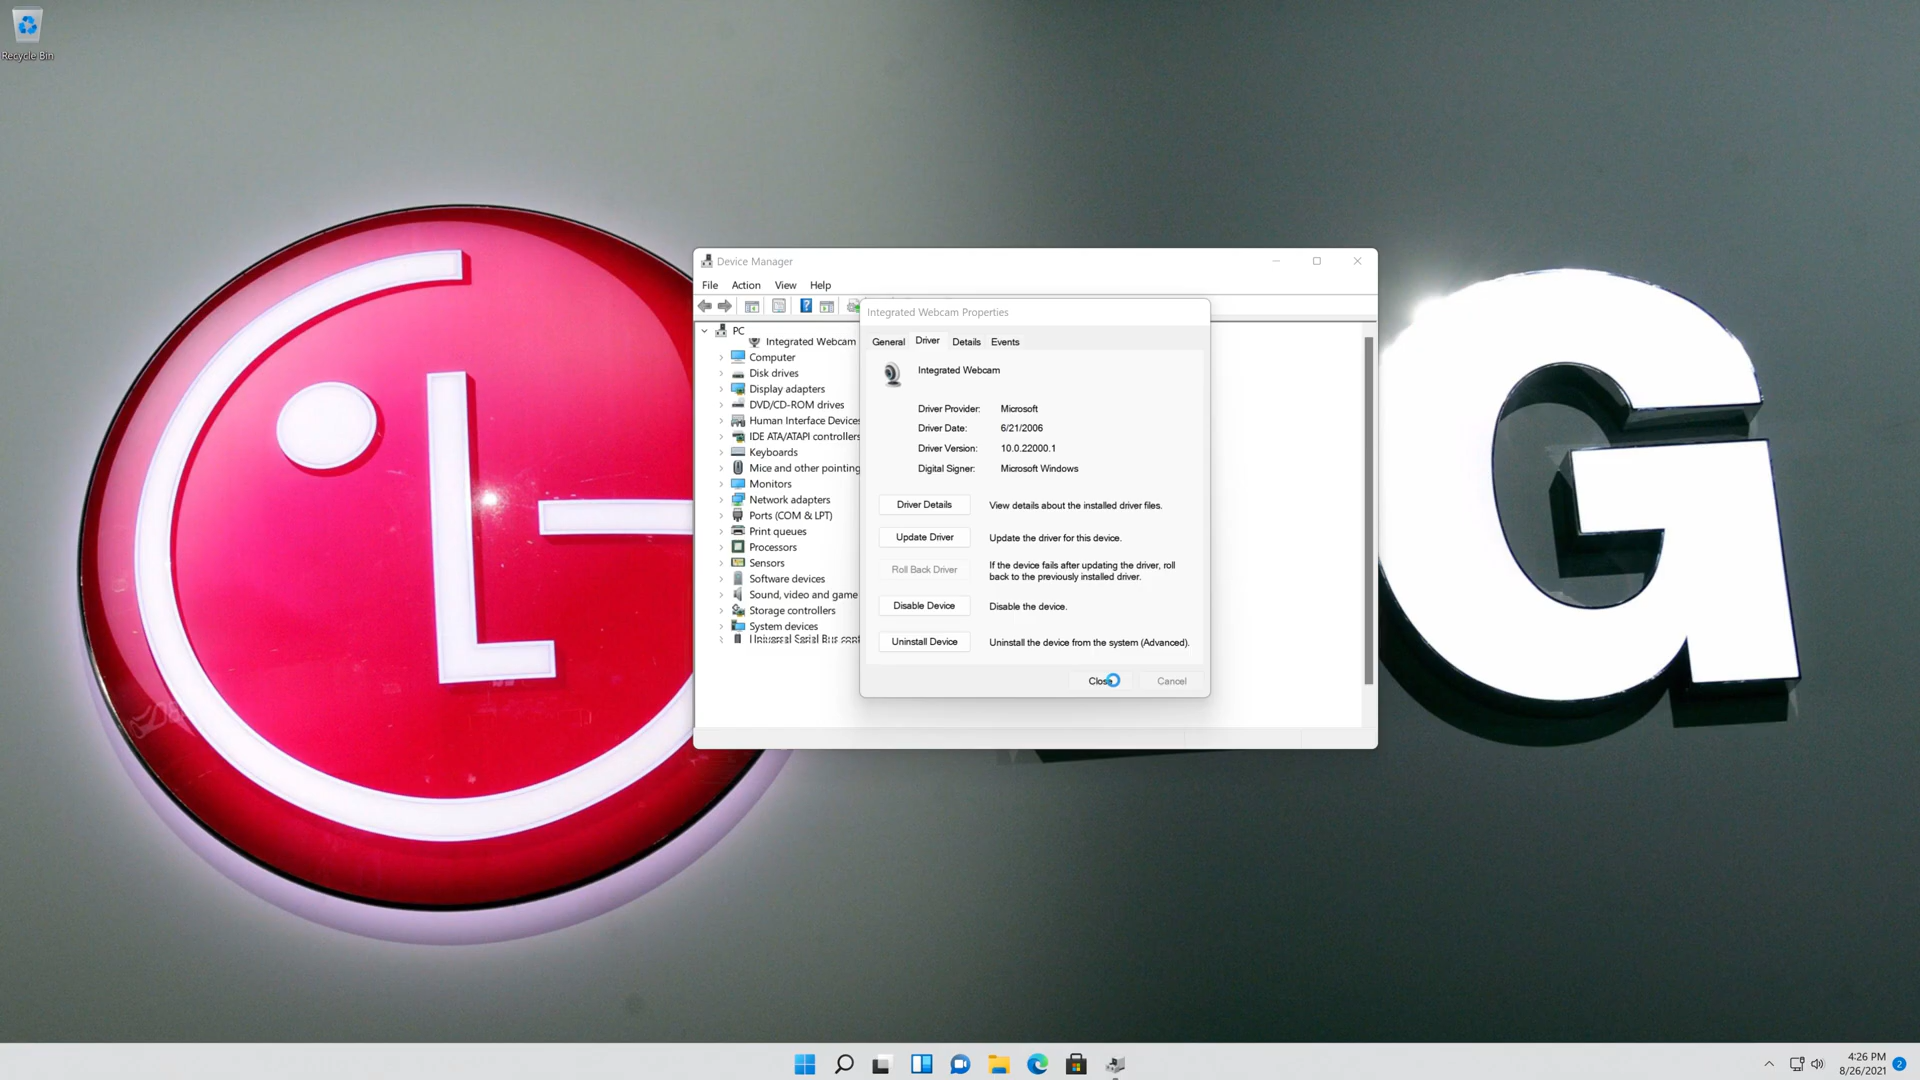 Recycle Bin
Device Manager
File Action View Help
PC
Integrated Webcam
Computer
Disk drives
Display adapters
DVD/CD-ROM drives
Human Interface Devices
IDE ATA/ATAPI controllers
Keyboards
Mice and other pointing
Monitors
Network adapters
Ports (COM & LPT)
Print queues
Processors
Sensors
Software devices
Sound, video and game
Storage controllers
System devices
Universal Serial Bus cont
Integrated Webcam Properties
General Driver Details Events
Integrated Webcam
Driver Provider: Microsoft
Driver Date: 6/21/2006
Driver Version: 10.0.22000.1
Digital Signer: Microsoft Windows
Driver Details View details about the installed driver files.
Update Driver Update the driver for this device.
Roll Back Driver If the device fails after updating the driver, roll
back to the previously installed driver.
Disable Device Disable the device.
Uninstall Device Uninstall the device from the system (Advanced).
Close Cancel
LG
G
4:26 PM
8/26/2021
2